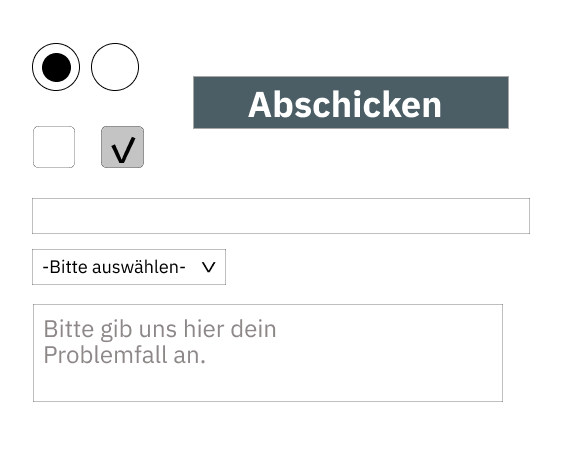 Abschicken
-Bitte auswählen-
Bitte gib uns hier dein
Problemfall an.